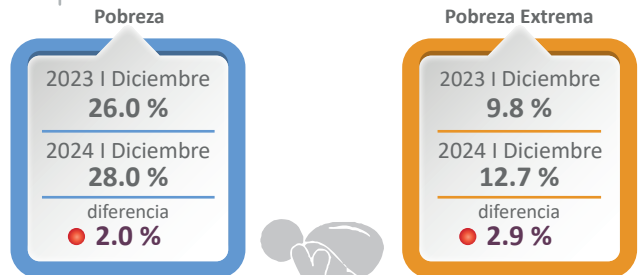 Pobreza
2023 I Diciembre
26.0 %
2024 I Diciembre
28.0 %
diferencia
2.0 %
Pobreza Extrema
2023 I Diciembre
9.8 %
2024 I Diciembre
12.7 %
diferencia
2.9 %